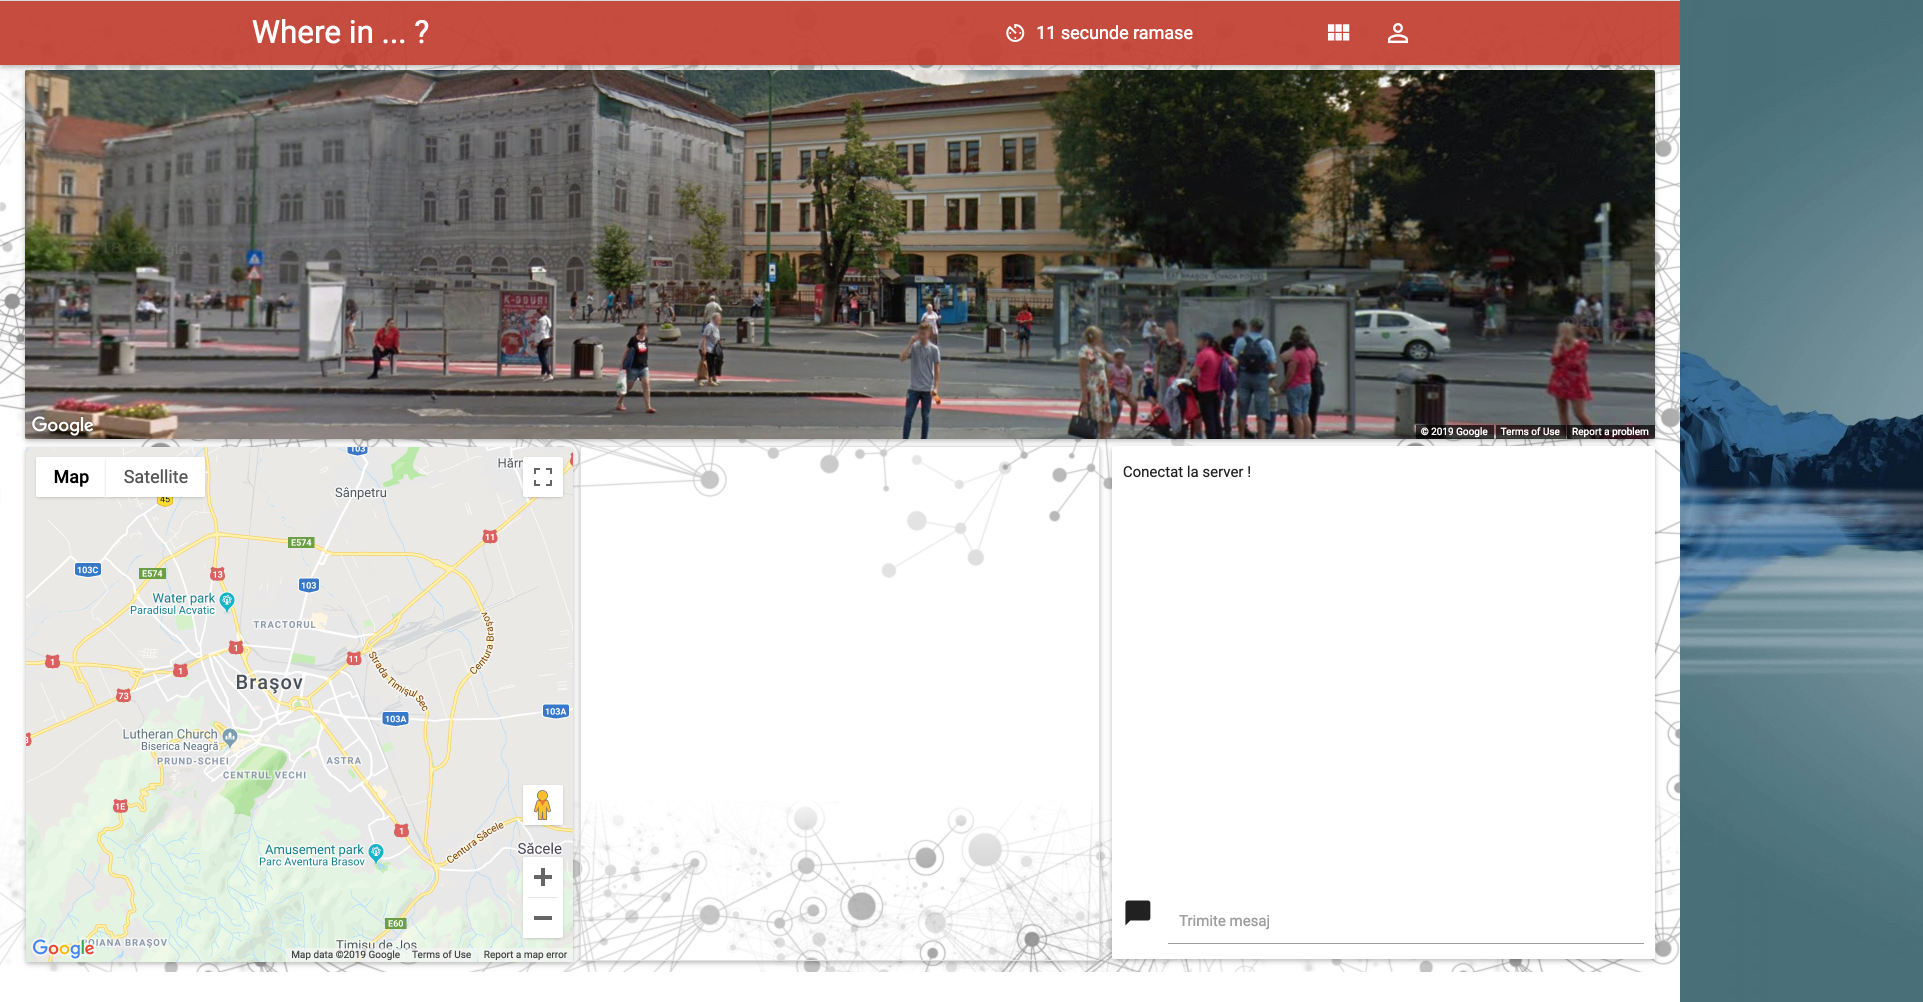 Where in ... ?
11 secunde ramase
K-DOURI
Google
© 2019 Google
Terms of Use
Report a problem
Map
Satellite
103
Hărr
Sânpetru
45
11
E574
103C
E574
13
103
Water park
Paradisul Acvatic
TRACTORUL
Centura Brașov
1
11
1
1
Strada Timișul Sec
Brașov
73
103A
103A
Lutheran Church
Biserica Neagră
PRUND-SCHEI
ASTRA
CENTRUL VECHI
1E
1
Centura Săcele
Amusement park
Parc Aventura Brasov
Săcele
E60
POIANA BRAȘOV
Timișu de Jos
Google
Map data ©2019 Google
Terms of Use
Report a map error
Conectat la server !
Trimite mesaj